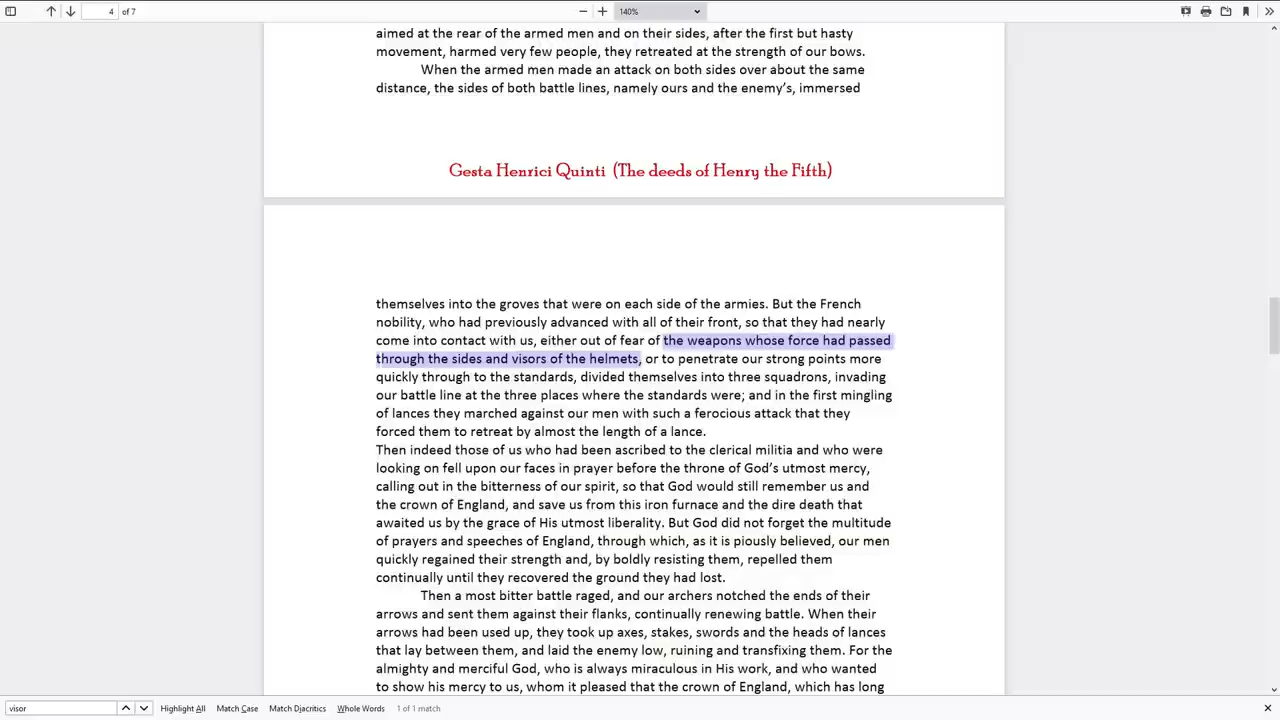 4 of 7
140%
aimed at the rear of the armed men and on their sides, after the first but hasty
movement, harmed very few people, they retreated at the strength of our bows.
When the armed men made an attack on both sides over about the same
distance, the sides of both battle lines, namely ours and the enemy's, immersed
Gesta Henrici Quinti (The deeds of Henry the Fifth)
themselves into the groves that were on each side of the armies. But the French
nobility, who had previously advanced with all of their front, so that they had nearly
come into contact with us, either out of fear of the weapons whose force had passed
through the sides and visors of the helmets, or to penetrate our strong points more
quickly through to the standards, divided themselves into three squadrons, invading
our battle line at the three places where the standards were; and in the first mingling
of lances they marched against our men with such a ferocious attack that they
forced them to retreat by almost the length of a lance.
Then indeed those of us who had been ascribed to the clerical militia and who were
looking on fell upon our faces in prayer before the throne of God's utmost mercy,
calling out in the bitterness of our spirit, so that God would still remember us and
the crown of England, and save us from this iron furnace and the dire death that
awaited us by the grace of His utmost liberality. But God did not forget the multitude
of prayers and speeches of England, through which, as it is piously believed, our men
quickly regained their strength and, by boldly resisting them, repelled them
continually until they recovered the ground they had lost.
Then a most bitter battle raged, and our archers notched the ends of their
arrows and sent them against their flanks, continually renewing battle. When their
arrows had been used up, they took up axes, stakes, swords and the heads of lances
that lay between them, and laid the enemy low, ruining and transfixing them. For the
almighty and merciful God, who is always miraculous in His work, and who wanted
to show his mercy to us, whom it pleased that the crown of England, which has long
visor Highlight All Match Case Match Diacritics Whole Words 1 of 1 match